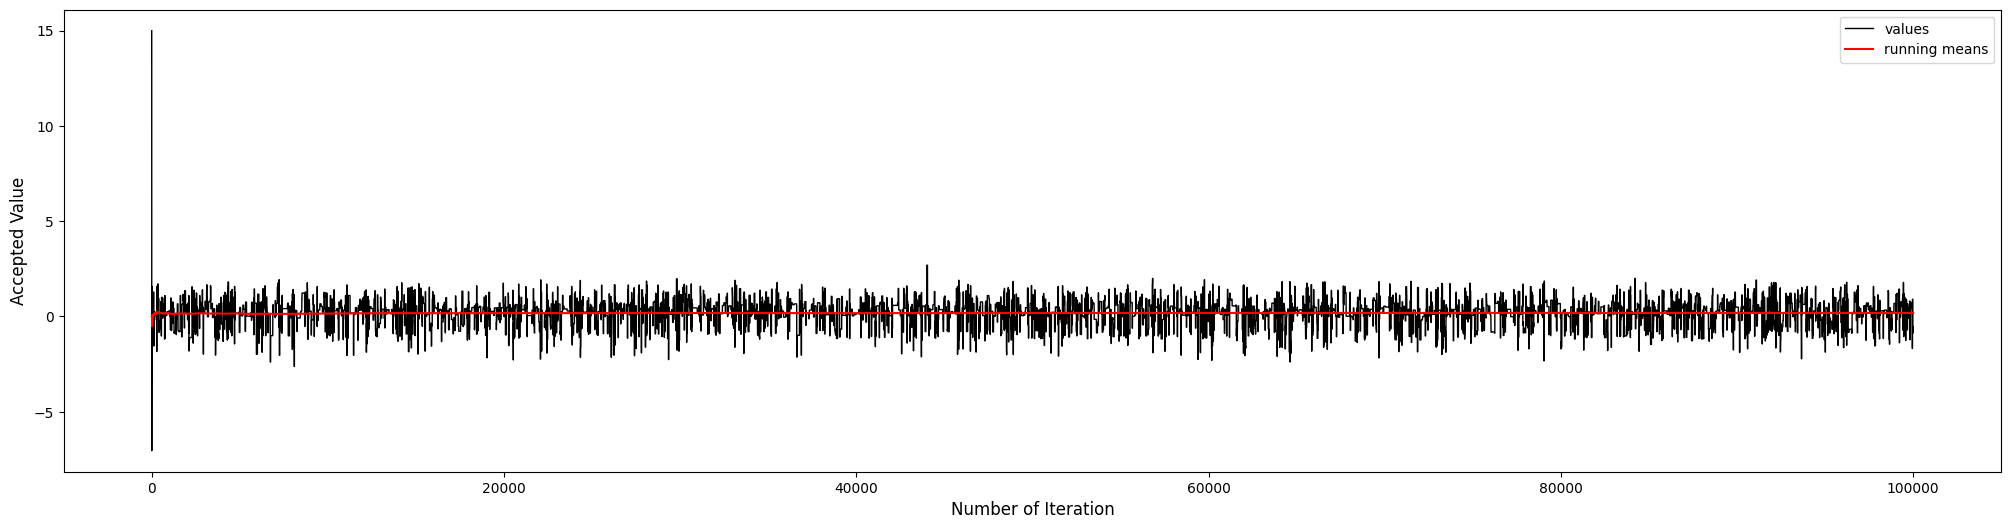 15
10
5
0
−5
Accepted Value
values
running means
0
20000
40000
60000
80000
100000
Number of Iteration